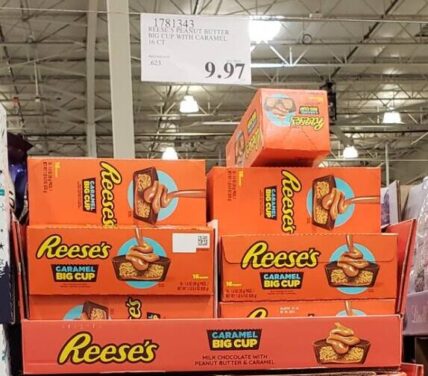 1781343
REESE'S PEANUT BUTTER
BIG CUP WITH CARAMEL
16 CT
.623
9.97
Reese's
Reese's
CARAMEL
BIG CUP
Reese's
CARAMEL
BIG CUP
Reese's
CARAMEL
BIG CUP
Reese's
CARAMEL
BIG CUP
Reese's
Reese's
CARAMEL
BIG CUP
MILK CHOCOLATE WITH
PEANUT BUTTER & CARAMEL